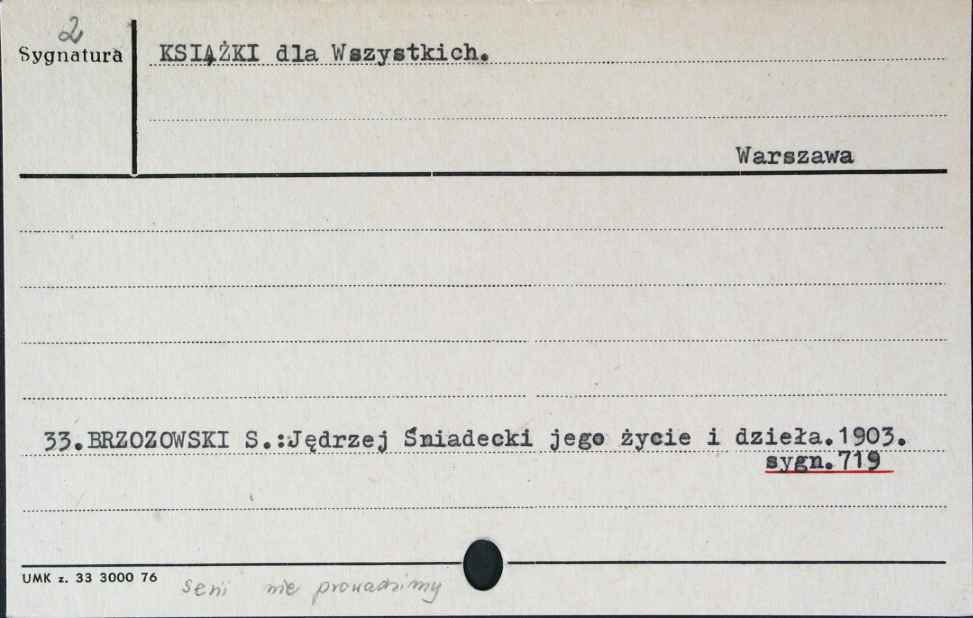 2
Sygnatura
KSIĄŻKI dla Wszystkich.
Warszawa
33.BRZOZOWSKI S.:Jędrzej Śniadecki jego życie i dzieła.1903.
sygn.719
UMK z. 33 3000 76
serii nie prowadzimy